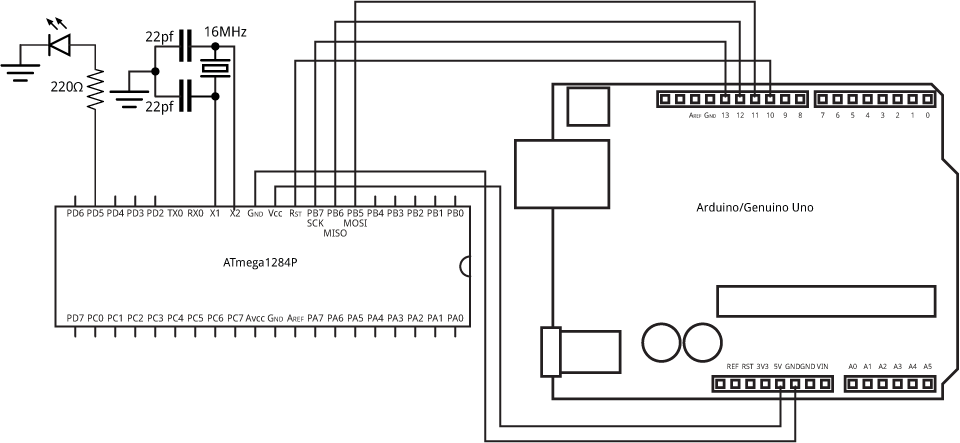 22pf
16MHz
220Ω
22pf
AREF GND 13 12 11 10 9 8 7 6 5 4 3 2 1 0
Arduino/Genuino Uno
PD6 PD5 PD4 PD3 PD2 TX0 RX0 X1 X2 GND Vcc RST PB7 PB6 PB5 PB4 PB3 PB2 PB1 PB0
SCK MOSI
MISO
ATmega1284P
PD7 PC0 PC1 PC2 PC3 PC4 PC5 PC6 PC7 Avcc GND AREF PA7 PA6 PA5 PA4 PA3 PA2 PA1 PA0
REF RST 3V3 5V GND GND VIN A0 A1 A2 A3 A4 A5